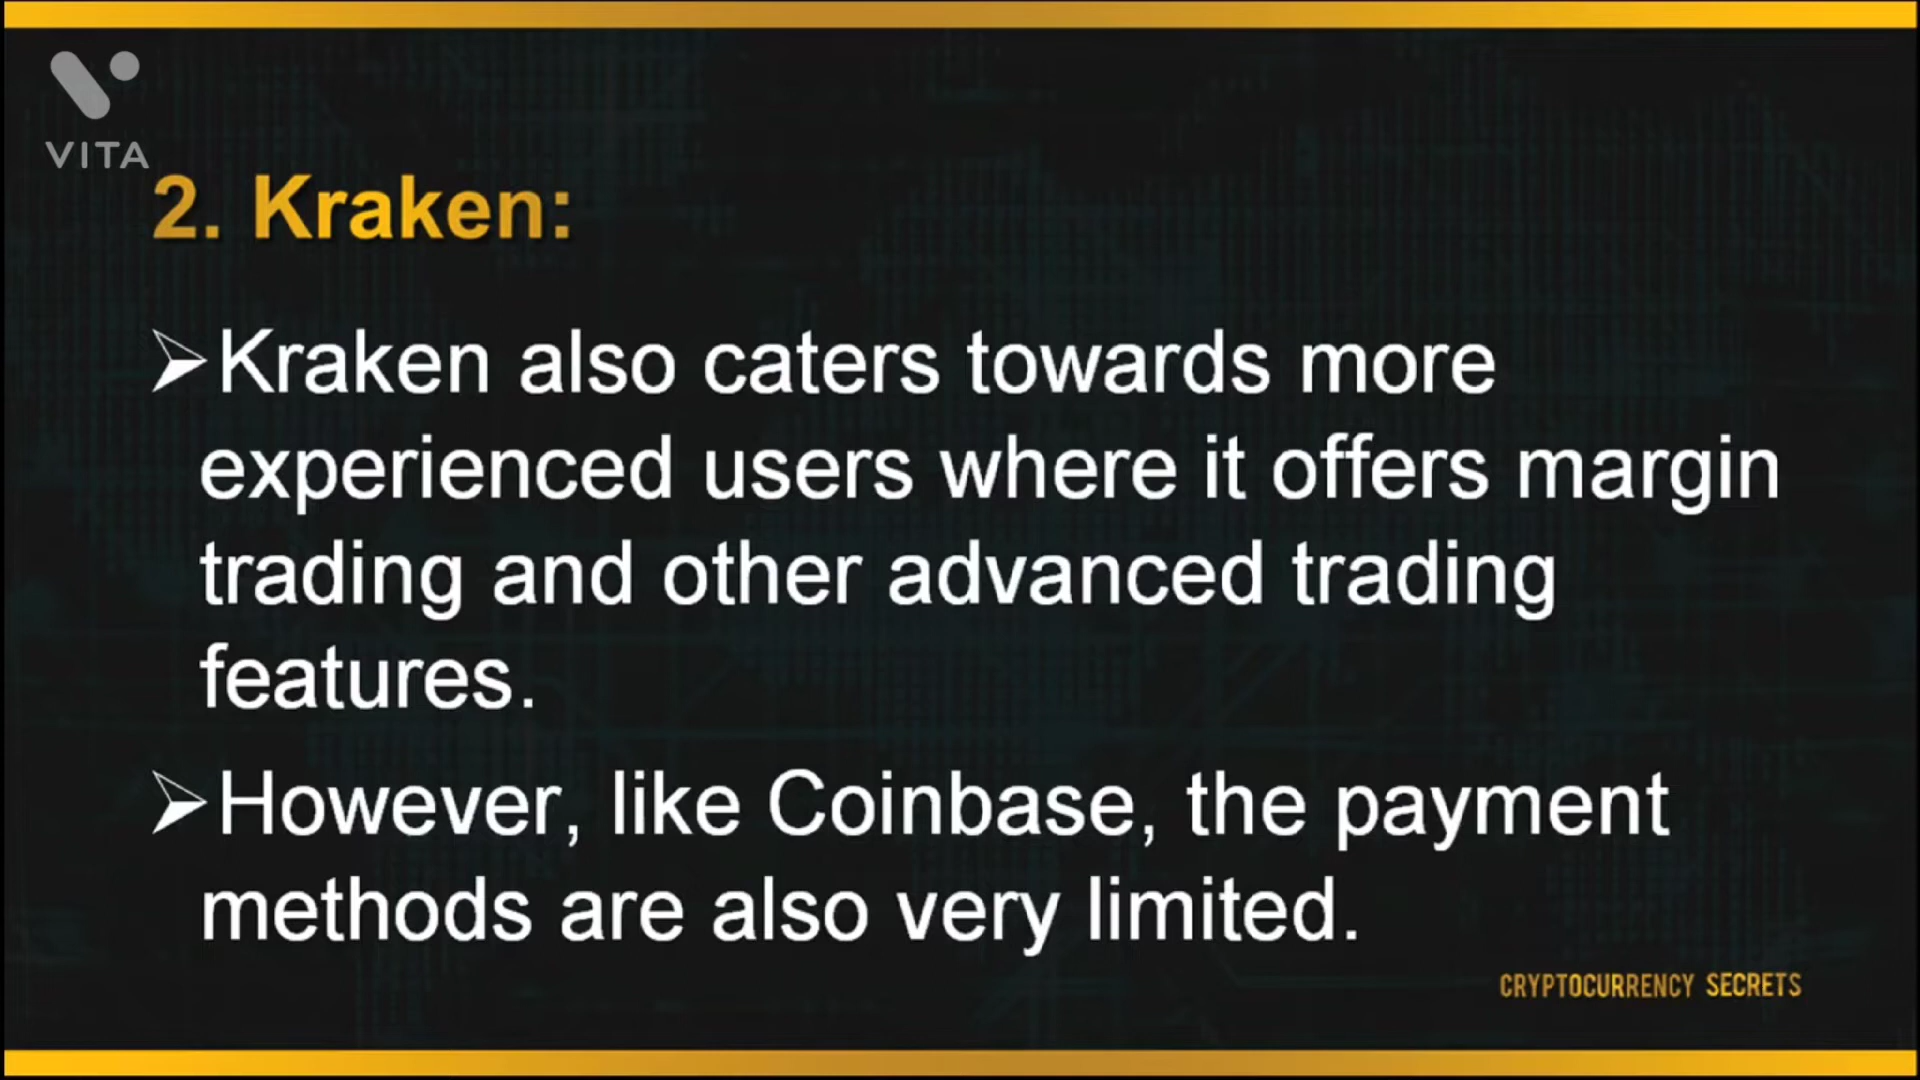 VITA
2. Kraken:
➢Kraken also caters towards more
experienced users where it offers margin
trading and other advanced trading
features.
➢However, like Coinbase, the payment
methods are also very limited.
CRYPTOCURRENCY SECRETS